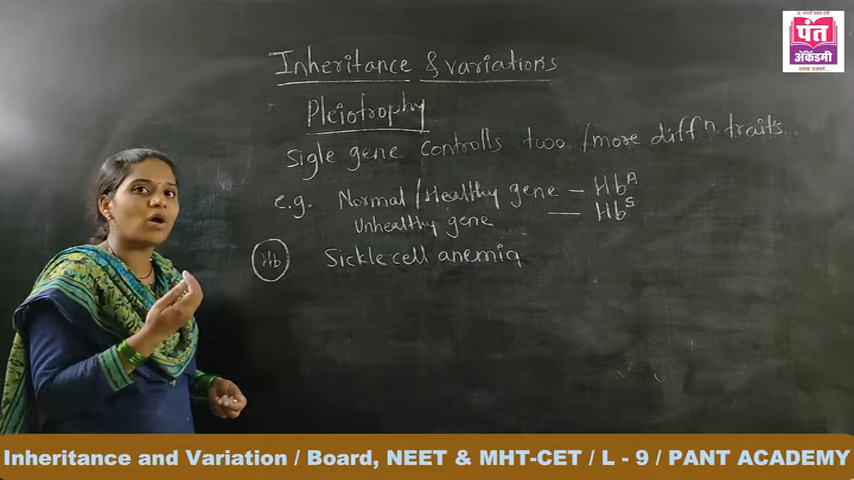 Inheritance & variations
Pleiotrophy
Sigle gene controlls two /more diffn traits
e.g. Normal/Healthy gene – HbA
Unhealthy gene — HbS
Hb Sickle cell anemia
पंत
अ‍ॅकॅडमी
Inheritance and Variation / Board, NEET & MHT-CET / L - 9 / PANT ACADEMY